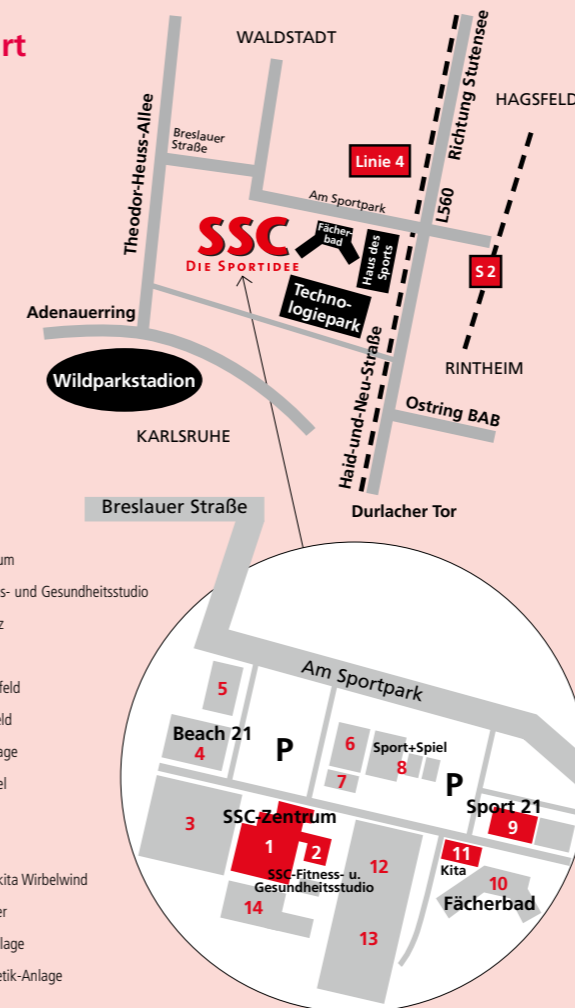 rt
WALDSTADT
Richtung Stutensee
HAGSFELD
Theodor-Heuss-Allee
Breslauer
Straße
Linie 4
Am Sportpark
L560
SSC
DIE SPORTIDEE
Fächer-
bad
Haus des
Sports
S 2
Techno-
logiepark
Adenauerring
Wildparkstadion
RINTHEIM
Haid-und-Neu-Straße
Ostring BAB
KARLSRUHE
Durlacher Tor
Breslauer Straße
um
s- und Gesundheitsstudio
z
feld
eld
age
el
kita Wirbelwind
er
lage
etik-Anlage
Am Sportpark
5
Beach 21
4
P
6
Sport+Spiel
8
7
P
Sport 21
9
3
SSC-Zentrum
1
2
SSC-Fitness- u.
Gesundheitsstudio
12
11
Kita
10
Fächerbad
14
13